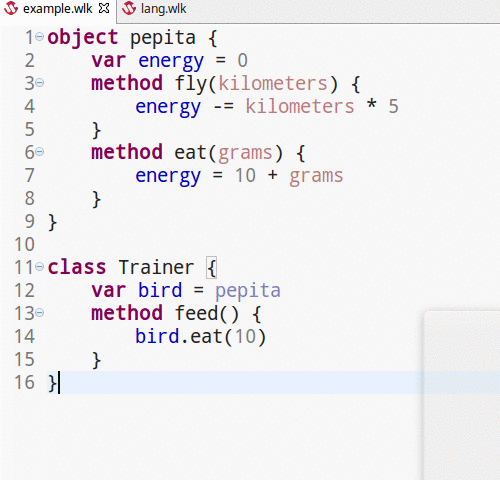 example.wlk lang.wlk
1 object pepita {
2 var energy = 0
3 method fly(kilometers) {
4 energy -= kilometers * 5
5 }
6 method eat(grams) {
7 energy = 10 + grams
8 }
9 }
10
11 class Trainer {
12 var bird = pepita
13 method feed() {
14 bird.eat(10)
15 }
16 }